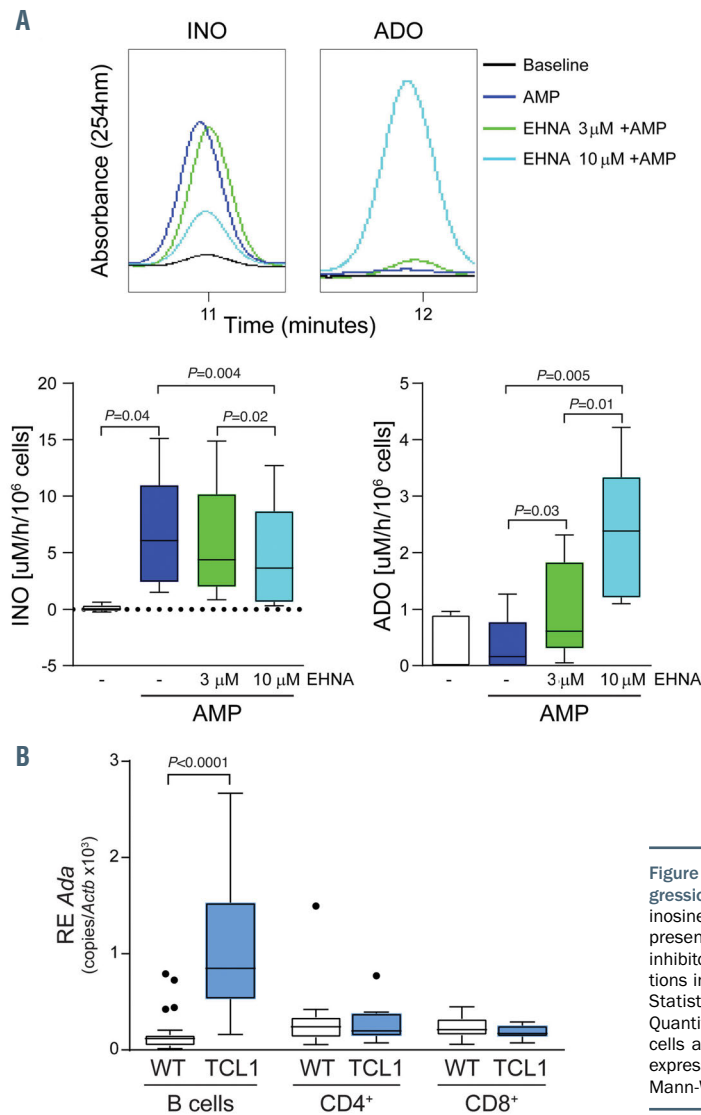 A
INO
ADO
Baseline
AMP
EHNA 3 µM +AMP
EHNA 10 µM +AMP
Absorbance (254nm)
11
12
Time (minutes)
INO [uM/h/10⁶ cells]
20
15
10
5
0
-5
P=0.04
P=0.004
P=0.02
- - 3 µM 10 µM EHNA
AMP
ADO [uM/h/10⁶ cells]
5
4
3
2
1
0
P=0.005
P=0.01
P=0.03
- - 3 µM 10 µM EHNA
AMP
B
RE Ada
(copies/Actb x10³)
3
2
1
0
P<0.0001
WT TCL1 WT TCL1 WT TCL1
B cells CD4⁺ CD8⁺
Figure
gressio
inosine
presen
inhibito
tions in
Statist
Quanti
cells a
expres
Mann-